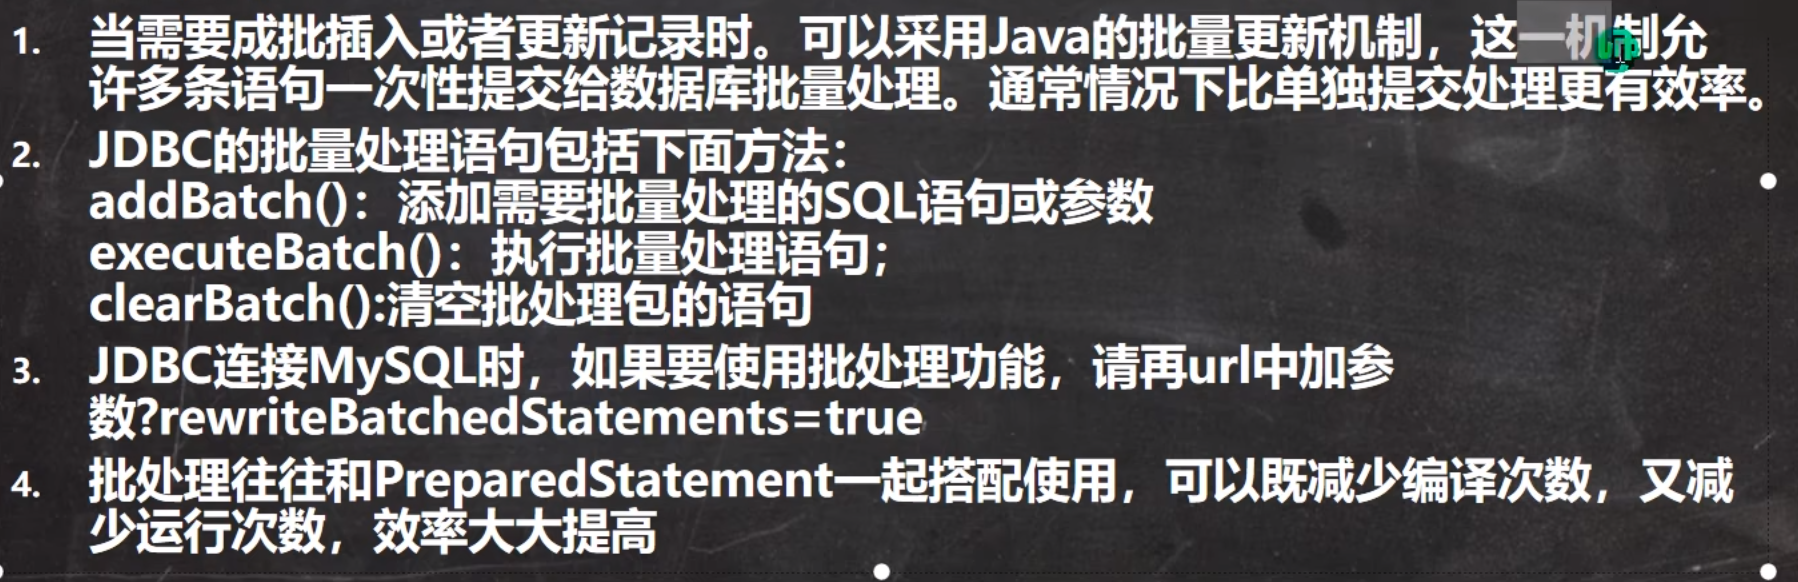 1. 当需要成批插入或者更新记录时。可以采用Java的批量更新机制，这一机制允
许多条语句一次性提交给数据库批量处理。通常情况下比单独提交处理更有效率。
2. JDBC的批量处理语句包括下面方法：
addBatch()：添加需要批量处理的SQL语句或参数
executeBatch()：执行批量处理语句；
clearBatch():清空批处理包的语句
3. JDBC连接MySQL时，如果要使用批处理功能，请再url中加参
数?rewriteBatchedStatements=true
4. 批处理往往和PreparedStatement一起搭配使用，可以既减少编译次数，又减
少运行次数，效率大大提高